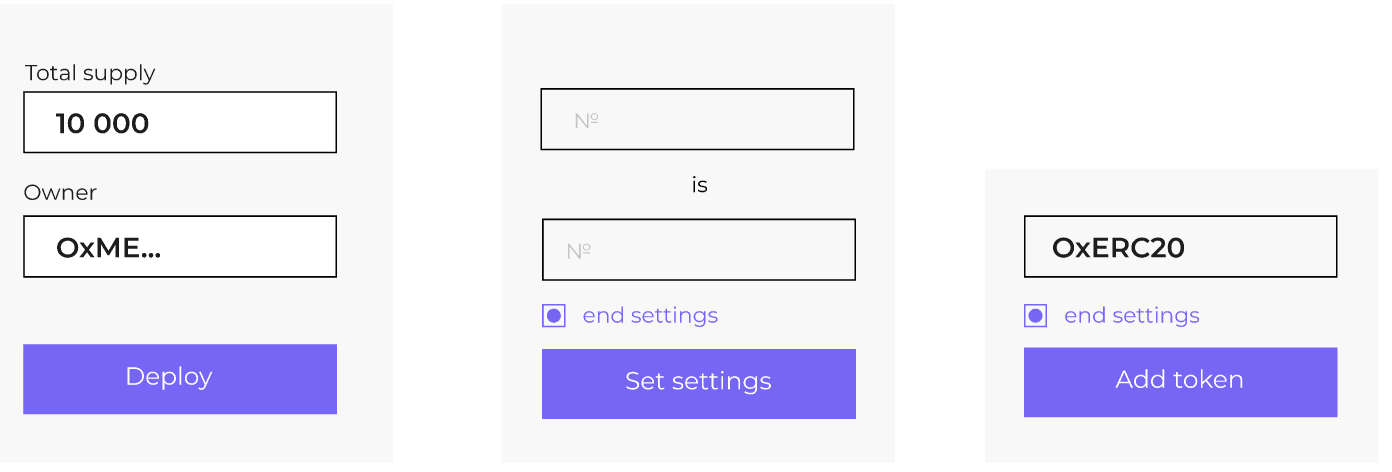 Total supply
10 000
Owner
OxME...
Deploy
Nº
is
Nº
end settings
Set settings
OxERC20
end settings
Add token